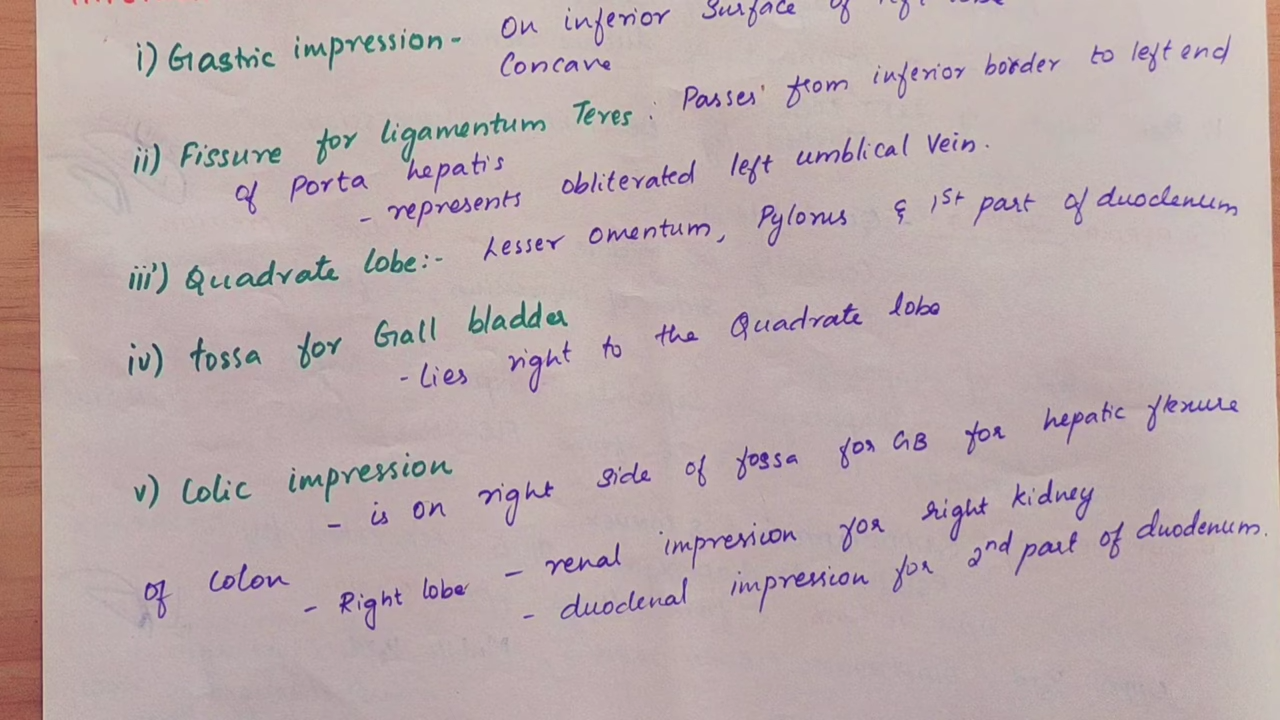 i) Gastric impression- On inferior surface of left lobe
Concave
ii) Fissure for ligamentum Teres: Passes from inferior border to left end
of Porta hepatis
- represents obliterated left umblical vein.
iii) Quadrate lobe:- Lesser omentum, Pylorus & 1st part of duodenum
iv) fossa for Gall bladder
- Lies right to the Quadrate lobe
v) Colic impression
- is on right side of fossa for GB for hepatic flexure
of colon
- Right lobe - renal impression for right kidney
- duodenal impression for 2nd part of duodenum.